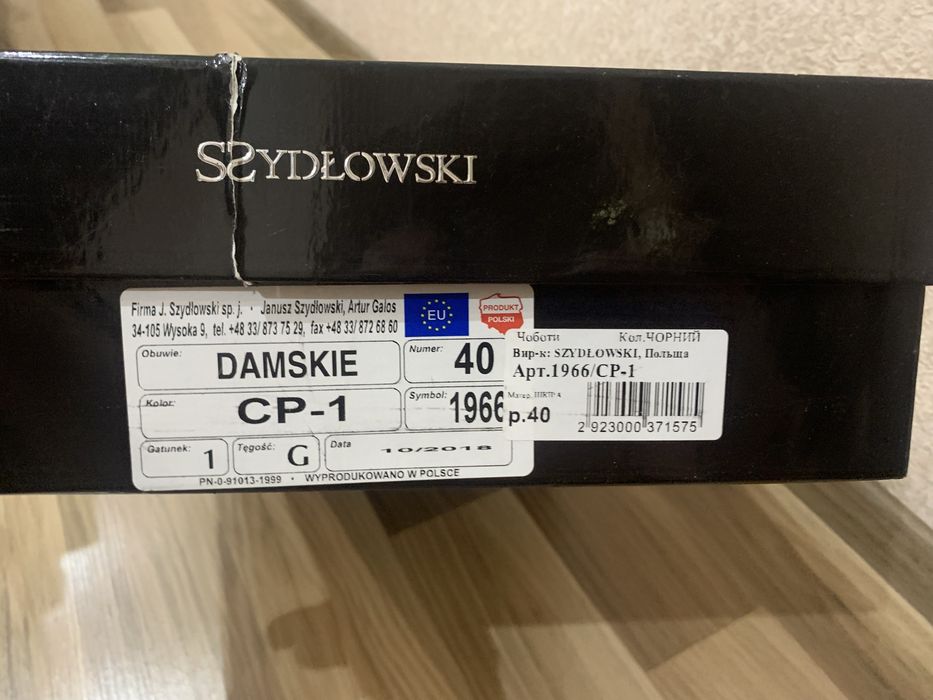 SZYDŁOWSKI
Firma J. Szydłowski sp. j. · Janusz Szydłowski, Artur Galos
34-105 Wysoka 9, tel. +48 33/ 873 75 29, fax +48 33/ 872 68 60
EU
PRODUKT
POLSKI
Obuwie: DAMSKIE
Numer: 40
Kolor: CP-1
Symbol: 1966
Gatunek: 1
Tęgość: G
Data 10/2018
PN-0-91013-1999 • WYPRODUKOWANO W POLSCE
Чоботи Кол.ЧОРНИЙ
Вир-к: SZYDŁOWSKI, Польща
Арт.1966/CP-1
Матер. ШКІРА
р.40
2 923000 371575